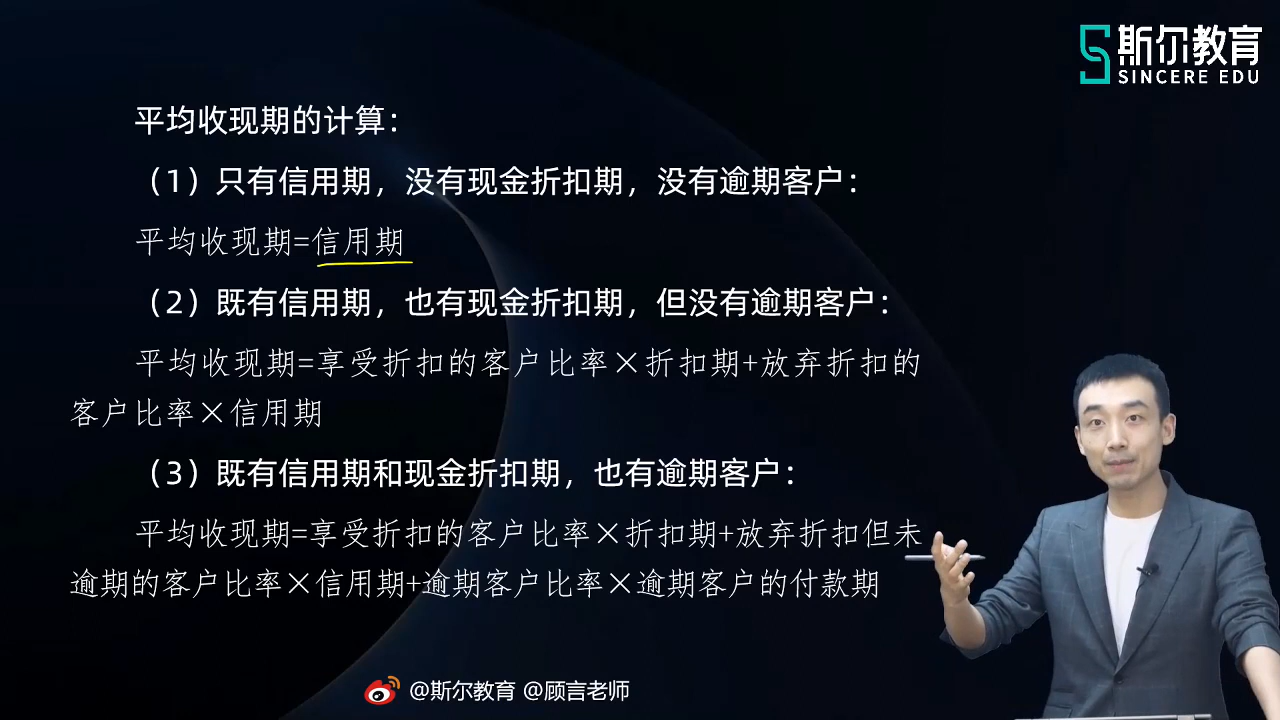 斯尔教育
SINCERE EDU
平均收现期的计算：
（1）只有信用期，没有现金折扣期，没有逾期客户：
平均收现期=信用期
（2）既有信用期，也有现金折扣期，但没有逾期客户：
平均收现期=享受折扣的客户比率×折扣期+放弃折扣的
客户比率×信用期
（3）既有信用期和现金折扣期，也有逾期客户：
平均收现期=享受折扣的客户比率×折扣期+放弃折扣但未
逾期的客户比率×信用期+逾期客户比率×逾期客户的付款期
@斯尔教育 @顾言老师